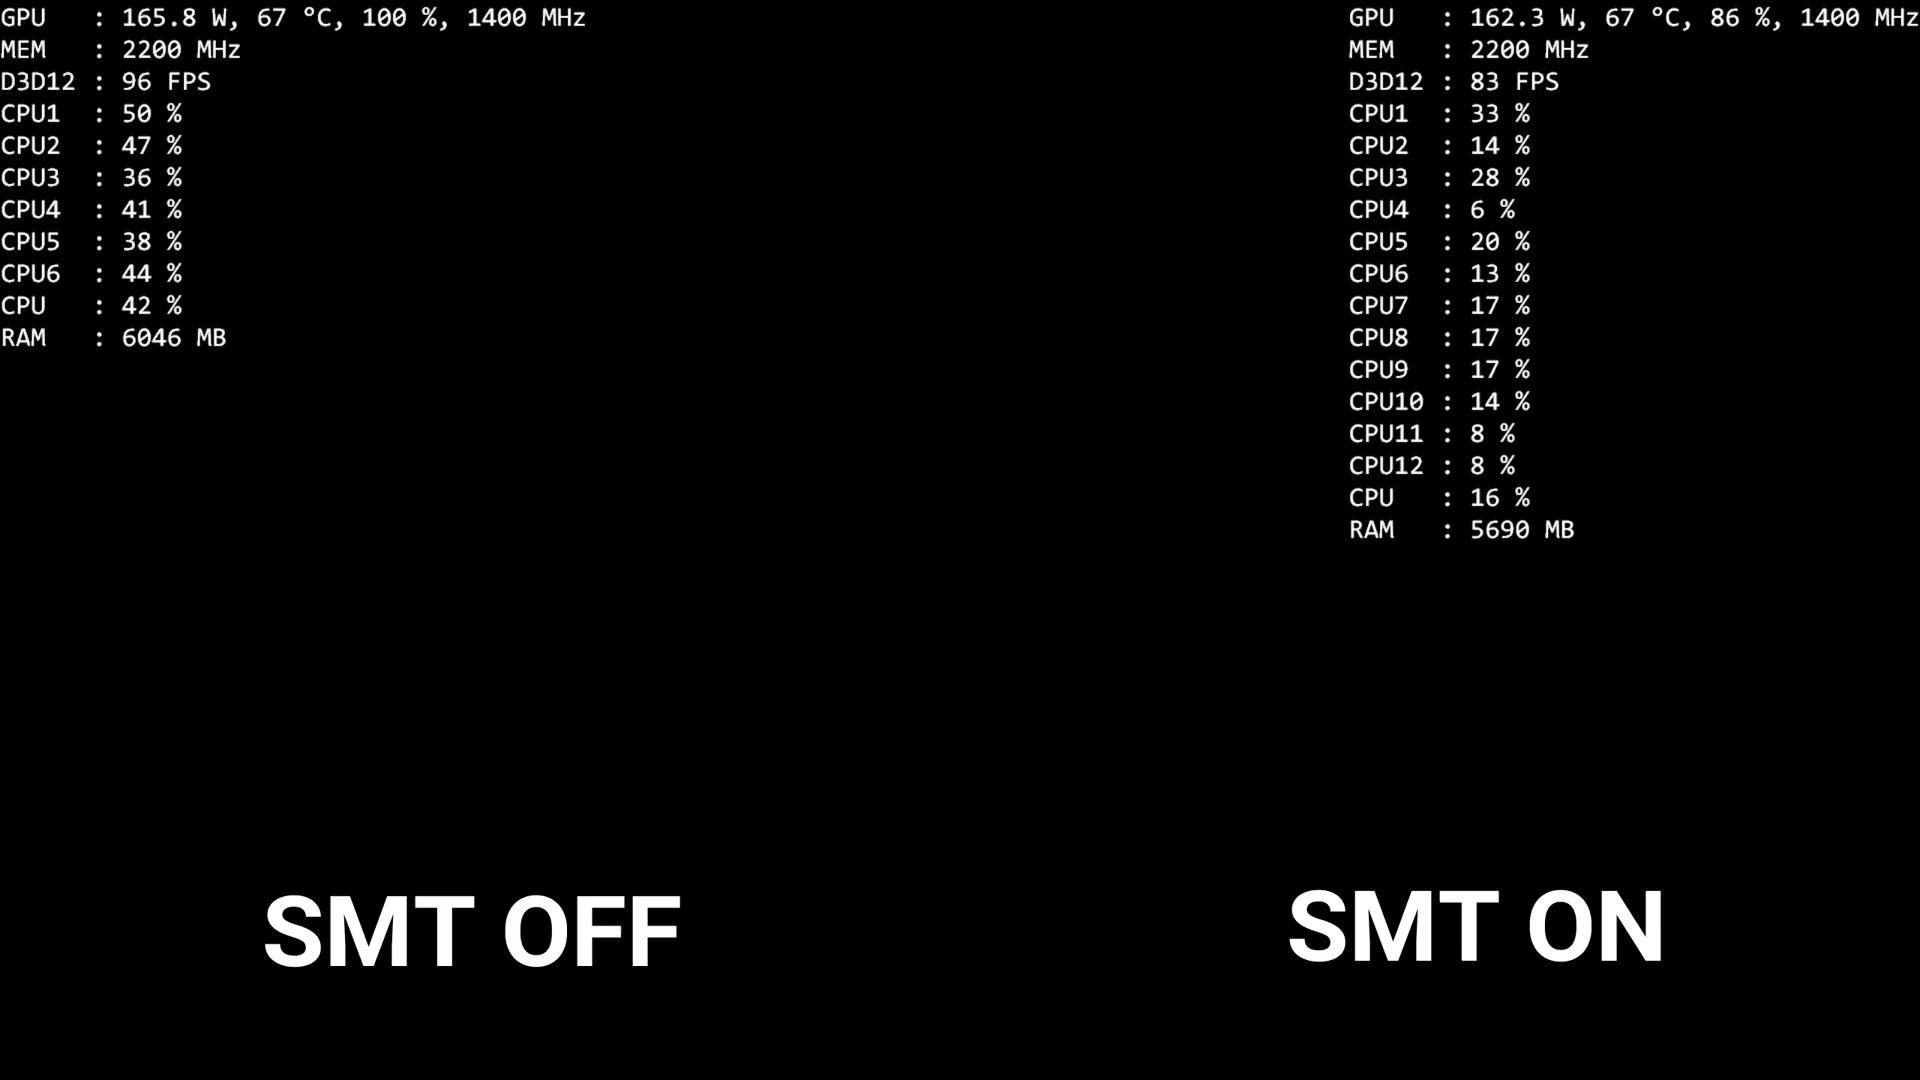 GPU : 165.8 W, 67 °C, 100 %, 1400 MHz
MEM : 2200 MHz
D3D12 : 96 FPS
CPU1 : 50 %
CPU2 : 47 %
CPU3 : 36 %
CPU4 : 41 %
CPU5 : 38 %
CPU6 : 44 %
CPU : 42 %
RAM : 6046 MB
SMT OFF
GPU : 162.3 W, 67 °C, 86 %, 1400 MHz
MEM : 2200 MHz
D3D12 : 83 FPS
CPU1 : 33 %
CPU2 : 14 %
CPU3 : 28 %
CPU4 : 6 %
CPU5 : 20 %
CPU6 : 13 %
CPU7 : 17 %
CPU8 : 17 %
CPU9 : 17 %
CPU10 : 14 %
CPU11 : 8 %
CPU12 : 8 %
CPU : 16 %
RAM : 5690 MB
SMT ON